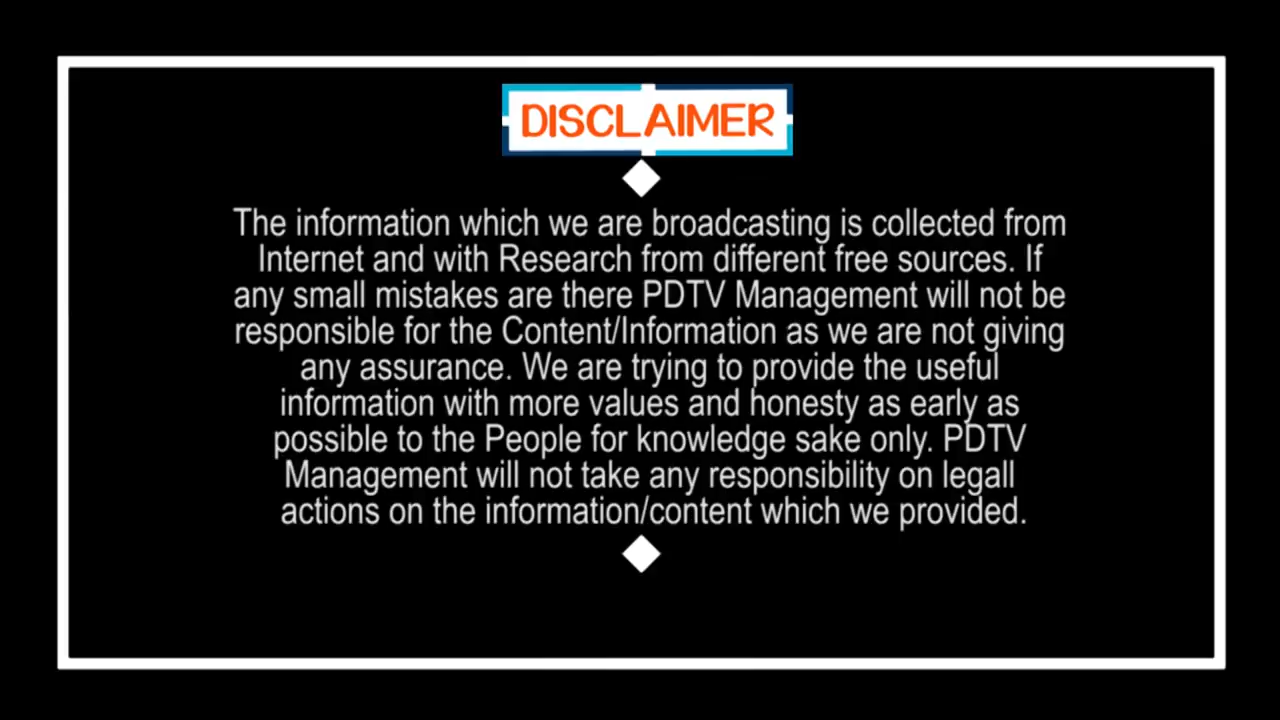 DISCLAIMER
The information which we are broadcasting is collected from
Internet and with Research from different free sources. If
any small mistakes are there PDTV Management will not be
responsible for the Content/Information as we are not giving
any assurance. We are trying to provide the useful
information with more values and honesty as early as
possible to the People for knowledge sake only. PDTV
Management will not take any responsibility on legall
actions on the information/content which we provided.